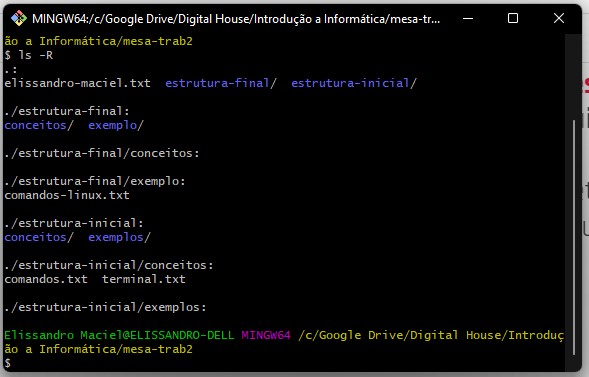 MINGW64:/c/Google Drive/Digital House/Introdução a Informática/mesa-tr...
ão a Informática/mesa-trab2
$ ls -R
.:
elissandro-maciel.txt  estrutura-final/  estrutura-inicial/
./estrutura-final:
conceitos/  exemplo/
./estrutura-final/conceitos:
./estrutura-final/exemplo:
comandos-linux.txt
./estrutura-inicial:
conceitos/  exemplos/
./estrutura-inicial/conceitos:
comandos.txt  terminal.txt
./estrutura-inicial/exemplos:
Elissandro Maciel@ELISSANDRO-DELL MINGW64 /c/Google Drive/Digital House/Introduç
ão a Informática/mesa-trab2
$